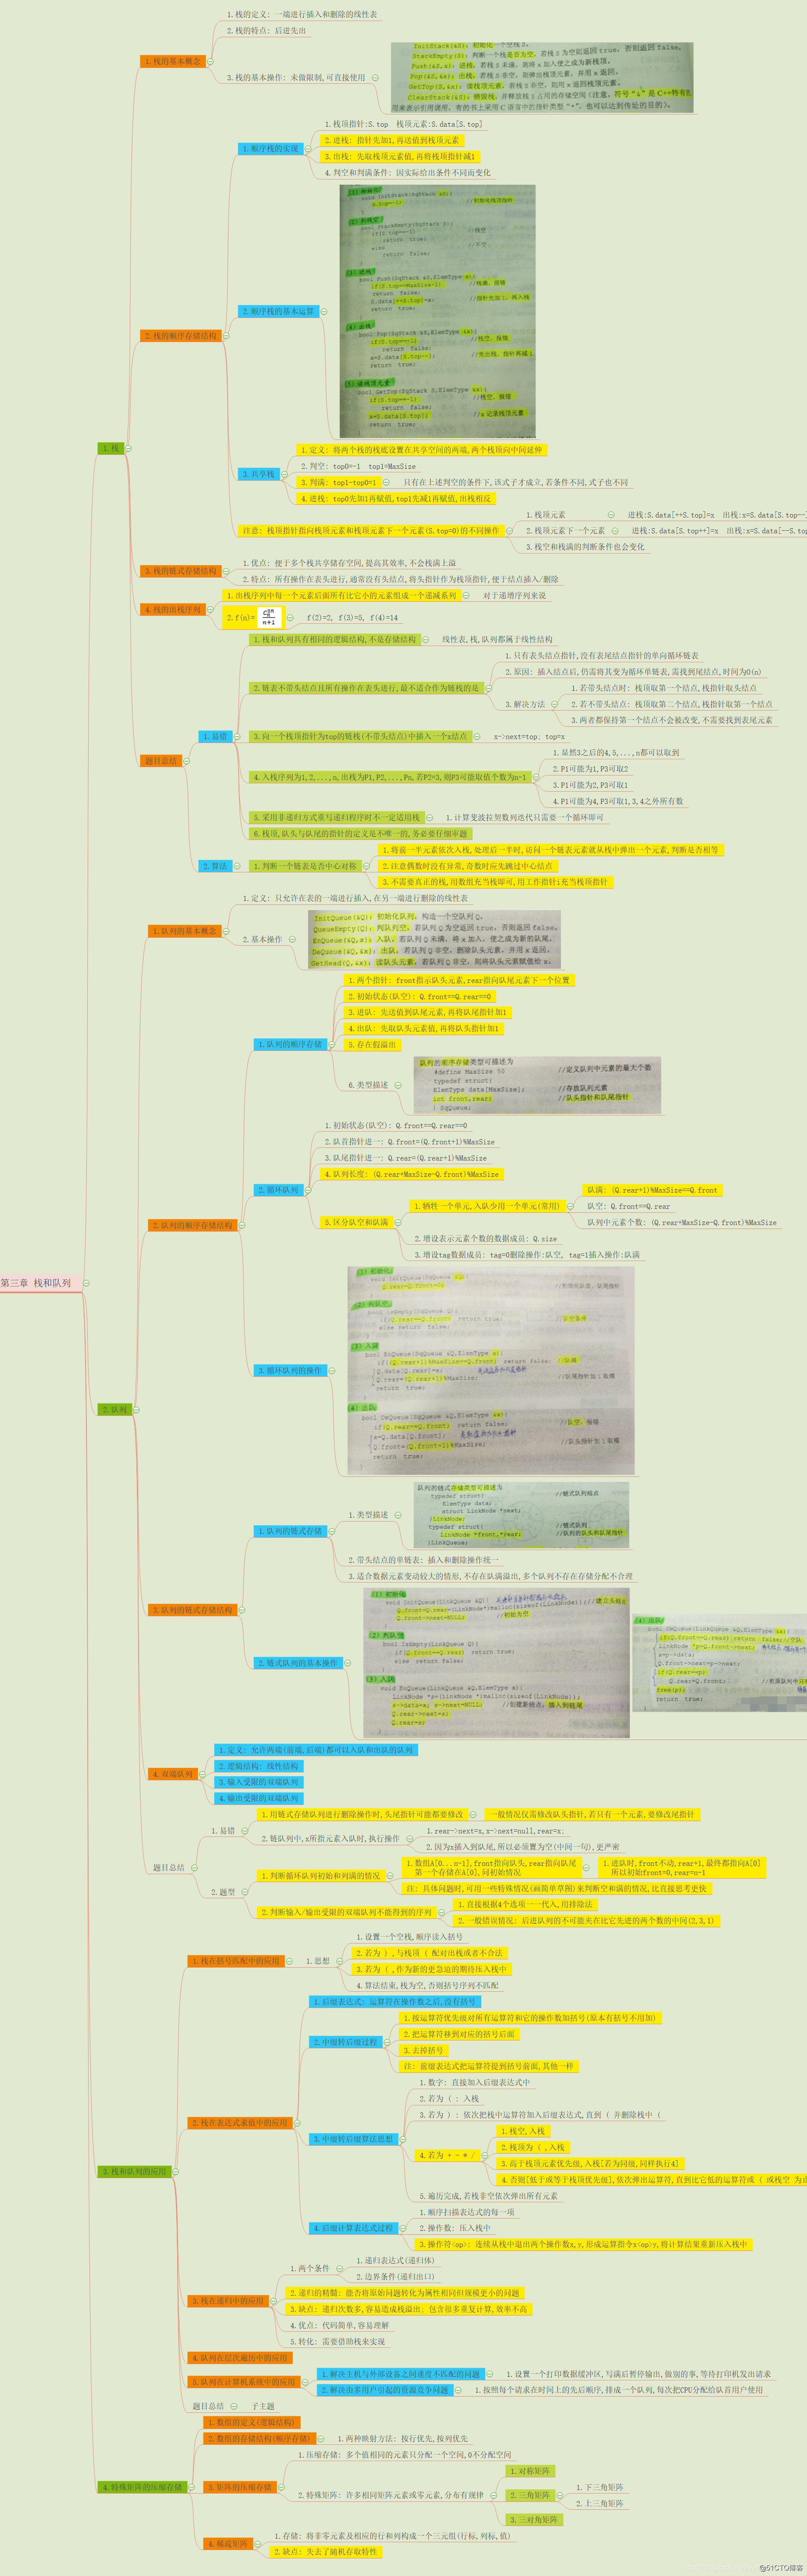 第三章 栈和队列
1.栈
1.栈的基本概念
1.栈的定义: 一端进行插入和删除的线性表
2.栈的特点: 后进先出
3.栈的基本操作: 未做限制,可直接使用
InitStack(&S): 初始化一个空栈 S。
StackEmpty(S): 判断一个栈是否为空,若栈 S 为空则返回 true, 否则返回 false。
Push(&S,x): 进栈,若栈 S 未满,则将 x 加入使之成为新栈顶。
Pop(&S,&x): 出栈,若栈 S 非空,则弹出栈顶元素,并用 x 返回。
GetTop(S,&x): 读栈顶元素,若栈 S 非空,则用 x 返回栈顶元素。
ClearStack(&S): 销毁栈,并释放栈 S 占用的存储空间(注意,符号“&”是 C++特有的
用来表示引用调用,有的书上采用 C 语言中的指针类型“*”,也可以达到传址的目的)。
2.栈的顺序存储结构
1.顺序栈的实现
1.栈顶指针:S.top 栈顶元素:S.data[S.top]
2.进栈: 指针先加1,再送值到栈顶元素
3.出栈: 先取栈顶元素值,再将栈顶指针减1
4.判空和判满条件: 因实际给出条件不同而变化
2.顺序栈的基本运算
(1) 初始化
void InitStack(SqStack &S){
S.top=-1; //初始化栈顶指针
(2) 判栈空
bool StackEmpty(SqStack S){
if(S.top==-1) //栈空
return true;
else //不空
return false;
(3) 进栈
bool Push(SqStack &S,ElemType x){
if(S.top==MaxSize-1) //栈满,报错
return false;
S.data[++S.top]=x; //指针先加1,再入栈
return true;
(4) 出栈
bool Pop(SqStack &S,ElemType &x){
if(S.top==-1) //栈空,报错
return false;
x=S.data[S.top--]; //先出栈,指针再减1
return true;
(5) 读栈顶元素
bool GetTop(SqStack S,ElemType &x){
if(S.top==-1) //栈空,报错
return false;
x=S.data[S.top]; //x 记录栈顶元素
return true;
3.共享栈
1.定义: 将两个栈的栈底设置在共享空间的两端,两个栈顶向中间延伸
2.判空: top0=-1 top1=MaxSize
3.判满: top1-top0=1
只有在上述判空的条件下,该式子才成立,若条件不同,式子也不同
4.进栈: top0先加1再赋值,top1先减1再赋值,出栈相反
注意: 栈顶指针指向栈顶元素和栈顶元素下一个元素(S.top=0)的不同操作
1.栈顶元素
进栈:S.data[++S.top]=x 出栈:x=S.data[S.top--]
2.栈顶元素下一个元素
进栈:S.data[S.top++]=x 出栈:x=S.data[--S.top
3.栈空和栈满的判断条件也会变化
3.栈的链式存储结构
1.优点: 便于多个栈共享储存空间,提高其效率,不会栈满上溢
2.特点: 所有操作在表头进行,通常没有头结点,将头指针作为栈顶指针,便于结点插入/删除
4.栈的出栈序列
1.出栈序列中每一个元素后面所有比它小的元素组成一个递减系列
对于递增序列来说
2.f(n)=
n+1
f(2)=2, f(3)=5, f(4)=14
题目总结
1.易错
1.栈和队列具有相同的逻辑结构,不是存储结构
线性表,栈,队列都属于线性结构
2.链表不带头结点且所有操作在表头进行,最不适合作为链栈的是
1.只有表头结点指针,没有表尾结点指针的单向循环链表
2.原因: 插入结点后,仍需将其变为循环单链表,需找到尾结点,时间为O(n)
3.解决方法
1.若带头结点时: 栈顶取第一个结点,栈指针取头结点
2.若不带头结点: 栈顶取第二个结点,栈指针取第一个结点
3.两者都保持第一个结点不会被改变,不需要找到表尾元素
3.向一个栈顶指针为top的链栈(不带头结点)中插入一个x结点
x->next=top; top=x
4.入栈序列为1,2,...,n,出栈为P1,P2,...,Pn,若P2=3,则P3可能取值个数为n-1
1.显然3之后的4,5,...,n都可以取到
2.P1可能为1,P3可取2
3.P1可能为2,P3可取1
4.P1可能为4,P3可取1,3,4之外所有数
5.采用非递归方式重写递归程序时不一定适用栈
1.计算斐波拉契数列迭代只需要一个循环即可
6.栈顶,队头与队尾的指针的定义是不唯一的,务必要仔细审题
2.算法
1.判断一个链表是否中心对称
1.将前一半元素依次入栈,处理后一半时,访问一个链表元素就从栈中弹出一个元素,判断是否相等
2.注意偶数时没有异常,奇数时应先跳过中心结点
3.不需要真正的栈,用数组充当栈即可,用工作指针i充当栈顶指针
2.队列
1.队列的基本概念
1.定义: 只允许在表的一端进行插入,在另一端进行删除的线性表
2.基本操作
InitQueue(&Q): 初始化队列,构造一个空队列 Q。
QueueEmpty(Q): 判队列空,若队列 Q 为空返回 true,否则返回 false。
EnQueue(&Q,x): 入队,若队列 Q 未满,将 x 加入,使之成为新的队尾。
DeQueue(&Q,&x): 出队,若队列 Q 非空,删除队头元素,并用 x 返回。
GetHead(Q,&x): 读队头元素,若队列 Q 非空,则将队头元素赋值给 x。
2.队列的顺序存储结构
1.队列的顺序存储
1.两个指针: front指示队头元素,rear指向队尾元素下一个位置
2.初始状态(队空): Q.front==Q.rear==0
3.进队: 先送值到队尾元素,再将队尾指针加1
4.出队: 先取队头元素值,再将队头指针加1
5.存在假溢出
6.类型描述
队列的顺序存储类型可描述为
#define MaxSize 50 //定义队列中元素的最大个数
typedef struct{
ElemType data[MaxSize]; //存放队列元素
int front,rear; //队头指针和队尾指针
} SqQueue;
2.循环队列
1.初始状态(队空): Q.front==Q.rear==0
2.队首指针进一: Q.front=(Q.front+1)%MaxSize
3.队尾指针进一: Q.rear=(Q.rear+1)%MaxSize
4.队列长度: (Q.rear+MaxSize-Q.front)%MaxSize
5.区分队空和队满
1.牺牲一个单元,入队少用一个单元(常用)
队满: (Q.rear+1)%MaxSize==Q.front
队空: Q.front==Q.rear
队列中元素个数: (Q.rear+MaxSize-Q.front)%MaxSize
2.增设表示元素个数的数据成员: Q.size
3.增设tag数据成员: tag=0删除操作:队空, tag=1插入操作:队满
3.循环队列的操作
(1) 初始化
void InitQueue(SqQueue &Q){
Q.rear=Q.front=0; //初始化队首、队尾指针
(2) 判队空
bool isEmpty(SqQueue Q){
if(Q.rear==Q.front) return true; //队空条件
else return false;
(3) 入队
bool EnQueue(SqQueue &Q,ElemType x){
if((Q.rear+1)%MaxSize==Q.front) return false; //队满
Q.data[Q.rear]=x;
Q.rear=(Q.rear+1)%MaxSize; //队尾指针加 1 取模
return true;
(4) 出队
bool DeQueue(SqQueue &Q,ElemType &x){
if(Q.rear==Q.front) return false; //队空,报错
x=Q.data[Q.front];
Q.front=(Q.front+1)%MaxSize; //队头指针加 1 取模
return true;
3.队列的链式存储结构
1.队列的链式存储
1.类型描述
队列的链式存储类型可描述为
typedef struct{ //链式队列结点
ElemType data;
struct LinkNode *next;
}LinkNode;
typedef struct{ //链式队列
LinkNode *front,*rear; //队列的队头和队尾指针
}LinkQueue;
2.带头结点的单链表: 插入和删除操作统一
3.适合数据元素变动较大的情形,不存在队满溢出,多个队列不存在存储分配不合理
2.链式队列的基本操作
(1) 初始化
void InitQueue(LinkQueue &Q){
Q.front=Q.rear=(LinkNode*)malloc(sizeof(LinkNode)); //建立头结点
Q.front->next=NULL; //初始为空
(2) 判队空
bool IsEmpty(LinkQueue Q){
if(Q.front==Q.rear) return true;
else return false;
(3) 入队
void EnQueue(LinkQueue &Q,ElemType x){
LinkNode *s=(LinkNode *)malloc(sizeof(LinkNode));
s->data=x; s->next=NULL; //创建新结点,插入到链尾
Q.rear->next=s;
Q.rear=s;
(4) 出队
bool DeQueue(LinkQueue &Q,ElemType &x){
if(Q.front==Q.rear) return false; //空队
LinkNode *p=Q.front->next;
x=p->data;
Q.front->next=p->next;
if(Q.rear==p)
Q.rear=Q.front;
free(p);
return true;
4.双端队列
1.定义: 允许两端(前端,后端)都可以入队和出队的队列
2.逻辑结构: 线性结构
3.输入受限的双端队列
4.输出受限的双端队列
题目总结
1.易错
1.用链式存储队列进行删除操作时,头尾指针可能都要修改
一般情况仅需修改队头指针,若只有一个元素,要修改尾指针
2.链队列中,x所指元素入队时,执行操作
1.rear->next=x,x->next=null,rear=x;
2.因为x插入到队尾,所以必须置为空(中间一句),更严密
2.题型
1.判断循环队列初始和列满的情况
1.数组A[0...n-1],front指向队头,rear指向队尾
第一个存储在A[0],问初始情况
1.进队时,front不动,rear+1,最终都指向A[0]
所以初始front=0,rear=n-1
注: 具体问题时,可用一些特殊情况(画简单草图)来判断空和满的情况,比直接思考更快
2.判断输入/输出受限的双端队列不能得到的序列
1.直接根据4个选项一一代入,用排除法
2.一般错误情况: 后进队列的不可能夹在比它先进的两个数的中间(2,3,1)
3.栈和队列的应用
1.栈在括号匹配中的应用
1.思想
1.设置一个空栈,顺序读入括号
2.若为 ) ,与栈顶 ( 配对出栈或者不合法
3.若为 ( ,作为新的更急迫的期待压入栈中
4.算法结束,栈为空,否则括号序列不匹配
2.栈在表达式求值中的应用
1.后缀表达式: 运算符在操作数之后,没有括号
2.中缀转后缀过程
1.按运算符优先级对所有运算符和它的操作数加括号(原本有括号不用加)
2.把运算符移到对应的括号后面
3.去掉括号
注: 前缀表达式把运算符提到括号前面,其他一样
3.中缀转后缀算法思想
1.数字: 直接加入后缀表达式中
2.若为 ( : 入栈
3.若为 ) : 依次把栈中运算符加入后缀表达式,直到 ( 并删除栈中 (
4.若为 + - * /
1.栈空,入栈
2.栈顶为 ( ,入栈
3.高于栈顶元素优先级,入栈[若为同级,同样执行4]
4.否则[低于或等于栈顶优先级],依次弹出运算符,直到比它低的运算符或 ( 或栈空 为止
5.遍历完成,若栈非空依次弹出所有元素
4.后缀计算表达式过程
1.顺序扫描表达式的每一项
2.操作数: 压入栈中
3.操作符<op>: 连续从栈中退出两个操作数x,y,形成运算指令x<op>y,将计算结果重新压入栈中
3.栈在递归中的应用
1.两个条件
1.递归表达式(递归体)
2.边界条件(递归出口)
2.递归的精髓: 能否将原始问题转化为属性相同但规模更小的问题
3.缺点: 递归次数多,容易造成栈溢出; 包含很多重复计算,效率不高
4.优点: 代码简单,容易理解
5.转化: 需要借助栈来实现
4.队列在层次遍历中的应用
5.队列在计算机系统中的应用
1.解决主机与外部设备之间速度不匹配的问题
1.设置一个打印数据缓冲区,写满后暂停输出,做别的事,等待打印机发出请求
2.解决由多用户引起的资源竞争问题
1.按照每个请求在时间上的先后顺序,排成一个队列,每次把CPU分配给队首用户使用
题目总结
子主题
4.特殊矩阵的压缩存储
1.数组的定义(逻辑结构)
2.数组的存储结构(顺序存储)
1.两种映射方法: 按行优先,按列优先
3.矩阵的压缩存储
1.压缩存储: 多个值相同的元素只分配一个空间,0不分配空间
2.特殊矩阵: 许多相同矩阵元素或零元素,分布有规律
1.对称矩阵
2.三角矩阵
1.下三角矩阵
2.上三角矩阵
3.三对角矩阵
4.稀疏矩阵
1.存储: 将非零元素及相应的行和列构成一个三元组(行标,列标,值)
2.缺点: 失去了随机存取特性
@51CTO博客